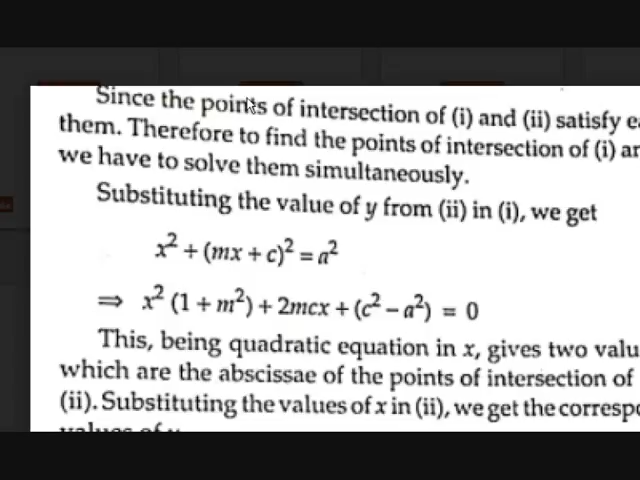 Since the points of intersection of (i) and (ii) satisfy
them. Therefore to find the points of intersection of (i)
we have to solve them simultaneously.
Substituting the value of y from (ii) in (i), we get
x² + (mx + c)² = a²
⇒ x² (1 + m²) + 2mcx + (c² − a²) = 0
This, being quadratic equation in x, gives two
which are the abscissae of the points of intersection of
(ii). Substituting the values of x in (ii), we get the